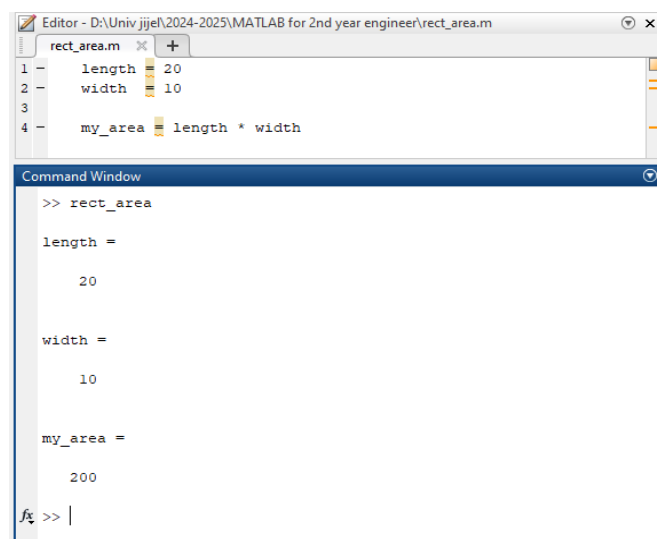 Editor - D:\Univ jijel\2024-2025\MATLAB for 2nd year engineer\rect_area.m
rect_area.m
1 - length = 20
2 - width  = 10
3
4 - my_area = length * width
Command Window
>> rect_area
length =
20
width =
10
my_area =
200
fx >>